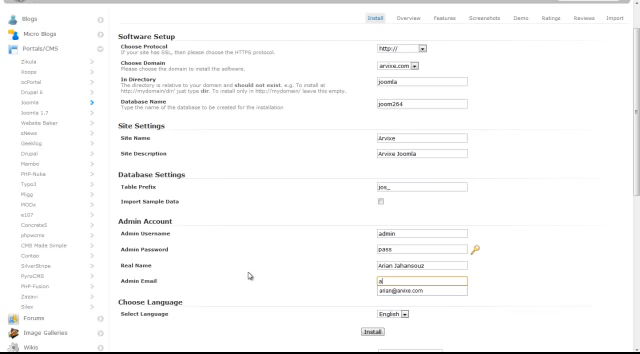 Blogs
Micro Blogs
Portals/CMS
Zikula
Xoops
ocPortal
Drupal 6
Joomla
Joomla 1.7
Website Baker
sNews
Geeklog
Drupal
Mambo
PHP-Nuke
Typo3
Pligg
MODx
e107
Concrete5
phpwcms
CMS Made Simple
Contao
SilverStripe
PyroCMS
PHP-Fusion
Zazavi
Silex
Forums
Image Galleries
Wikis
Install Overview Features Screenshots Demo Ratings Reviews Import
Software Setup
Choose Protocol http://
If your site has SSL, then please choose the HTTPS protocol.
Choose Domain arvixe.com
Please choose the domain to install the software.
In Directory joomla
The directory is relative to your domain and should not exist. e.g. To install at
http://mydomain/dir/ just type dir. To install only in http://mydomain/ leave this empty.
Database Name joom264
Type the name of the database to be created for the installation
Site Settings
Site Name Arvixe
Site Description Arvixe Joomla
Database Settings
Table Prefix jos_
Import Sample Data
Admin Account
Admin Username admin
Admin Password pass
Real Name Arian Jahansouz
Admin Email a
arian@arvixe.com
Choose Language
Select Language English
Install